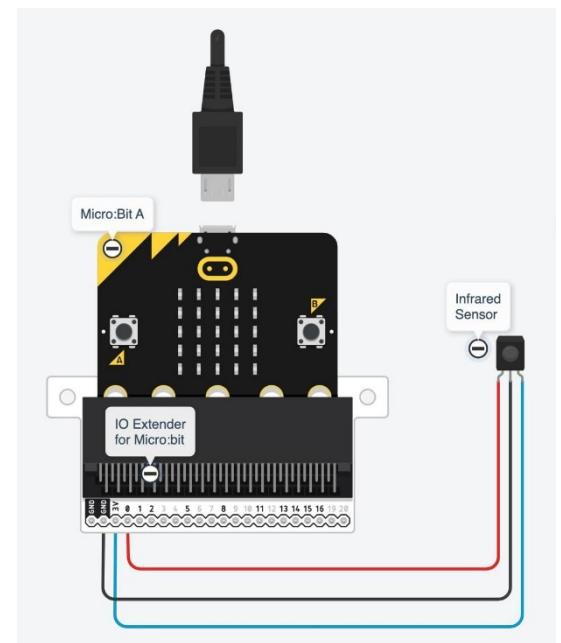 Micro:Bit A
B
A
Infrared
Sensor
IO Extender
for Micro:bit
GND GND 3V 0 1 2 3 4 5 6 7 8 9 10 11 12 13 14 15 16 19 20